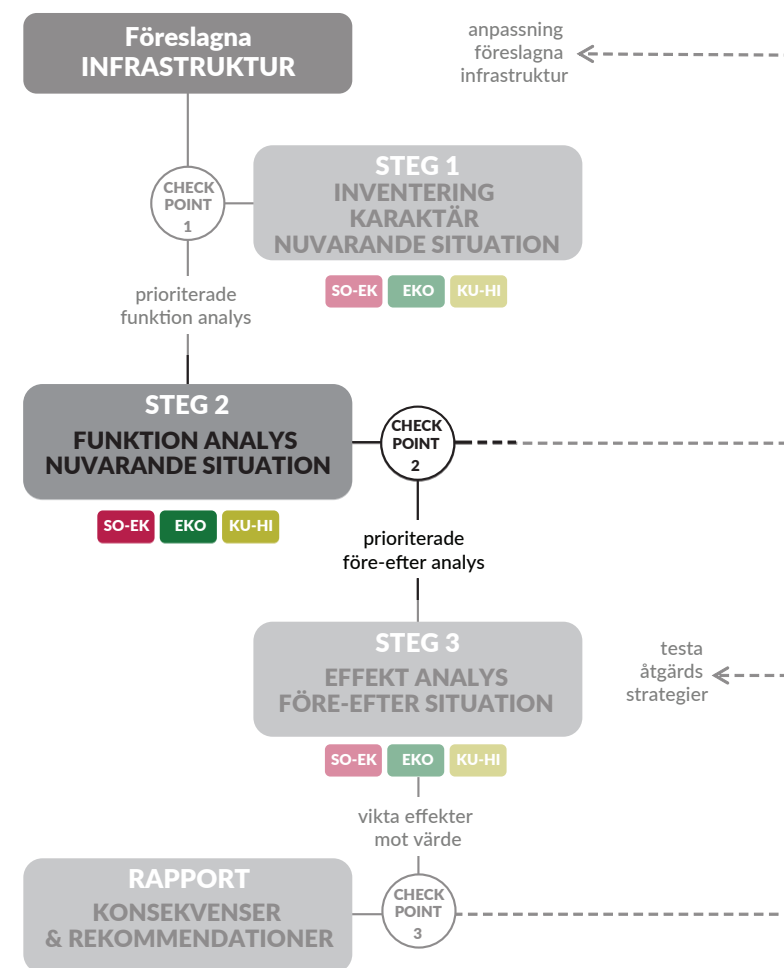 Föreslagna
INFRASTRUKTUR
anpassning
föreslagna
infrastruktur
CHECK
POINT
1
STEG 1
INVENTERING
KARAKTÄR
NUVARANDE SITUATION
SO-EK EKO KU-HI
prioriterade
funktion analys
STEG 2
FUNKTION ANALYS
NUVARANDE SITUATION
CHECK
POINT
2
SO-EK EKO KU-HI
prioriterade
före-efter analys
STEG 3
EFFEKT ANALYS
FÖRE-EFTER SITUATION
testa
åtgärds
strategier
SO-EK EKO KU-HI
vikta effekter
mot värde
RAPPORT
KONSEKVENSER
& REKOMMENDATIONER
CHECK
POINT
3